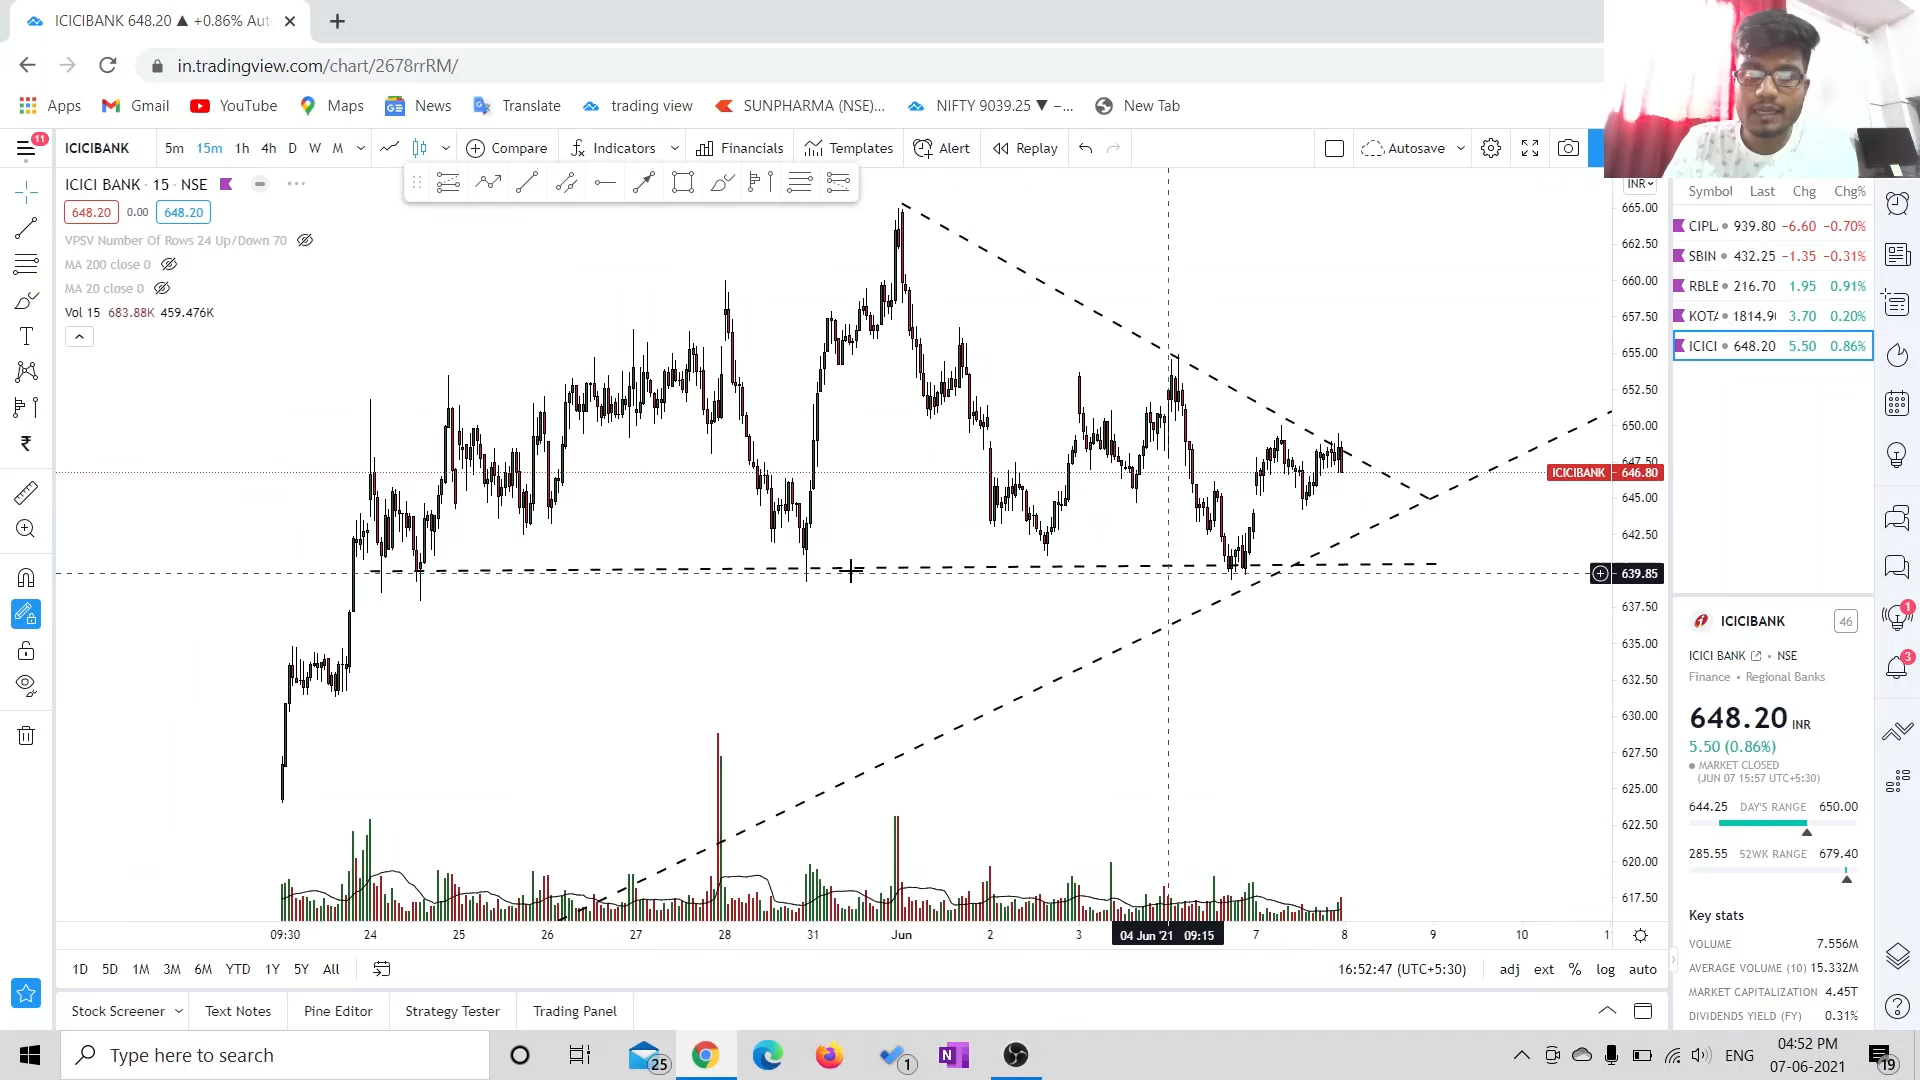 ICICIBANK 648.20 ▲ +0.86% Aut
in.tradingview.com/chart/2678rrRM/
Apps Gmail YouTube Maps News Translate trading view SUNPHARMA (NSE)... NIFTY 9039.25 ▼ −... New Tab
11 ICICIBANK 5m 15m 1h 4h D W M Compare Indicators Financials Templates Alert Replay Autosave
ICICI BANK · 15 · NSE
648.20 0.00 648.20
VPSV Number Of Rows 24 Up/Down 70
MA 200 close 0
MA 20 close 0
Vol 15 683.88K 459.476K
INR
665.00
662.50
660.00
657.50
655.00
652.50
650.00
647.50
ICICIBANK 646.80
645.00
642.50
639.85
637.50
635.00
632.50
630.00
627.50
625.00
622.50
620.00
617.50
09:30 24 25 26 27 28 31 Jun 2 3 04 Jun '21 09:15 7 8 9 10
1D 5D 1M 3M 6M YTD 1Y 5Y All 16:52:47 (UTC+5:30) adj ext % log auto
Stock Screener Text Notes Pine Editor Strategy Tester Trading Panel
Symbol Last Chg Chg%
CIPL 939.80 −6.60 −0.70%
SBIN 432.25 −1.35 −0.31%
RBLB 216.70 1.95 0.91%
KOTA 1814.90 3.70 0.20%
ICICI 648.20 5.50 0.86%
ICICIBANK 46
ICICI BANK • NSE
Finance • Regional Banks
648.20 INR
5.50 (0.86%)
MARKET CLOSED
(JUN 07 15:57 UTC+5:30)
644.25 DAY'S RANGE 650.00
285.55 52WK RANGE 679.40
Key stats
VOLUME 7.556M
AVERAGE VOLUME (10) 15.332M
MARKET CAPITALIZATION 4.45T
DIVIDENDS YIELD (FY) 0.31%
1
3
Type here to search 25 1 ENG 04:52 PM
07-06-2021 19